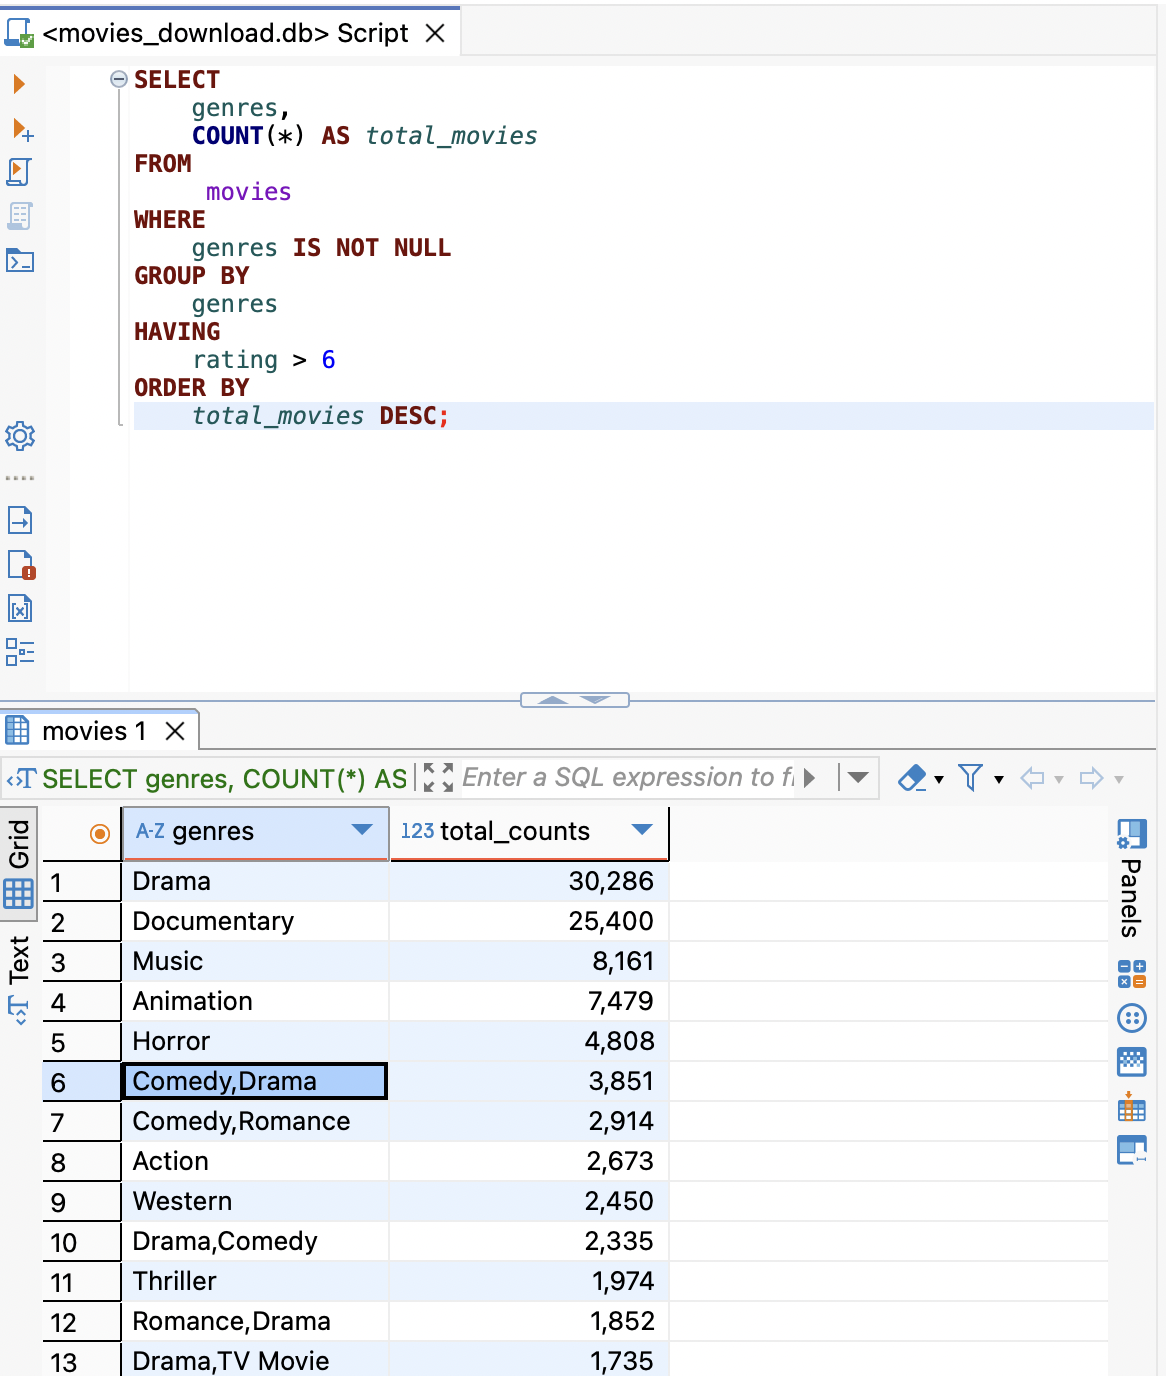 <movies_download.db> Script
SELECT
genres,
COUNT(*) AS total_movies
FROM
movies
WHERE
genres IS NOT NULL
GROUP BY
genres
HAVING
rating > 6
ORDER BY
total_movies DESC;
movies 1
SELECT genres, COUNT(*) AS
Enter a SQL expression to fi
Grid
Text
Panels
A-Z genres 123 total_counts
1 Drama 30,286
2 Documentary 25,400
3 Music 8,161
4 Animation 7,479
5 Horror 4,808
6 Comedy,Drama 3,851
7 Comedy,Romance 2,914
8 Action 2,673
9 Western 2,450
10 Drama,Comedy 2,335
11 Thriller 1,974
12 Romance,Drama 1,852
13 Drama,TV Movie 1,735